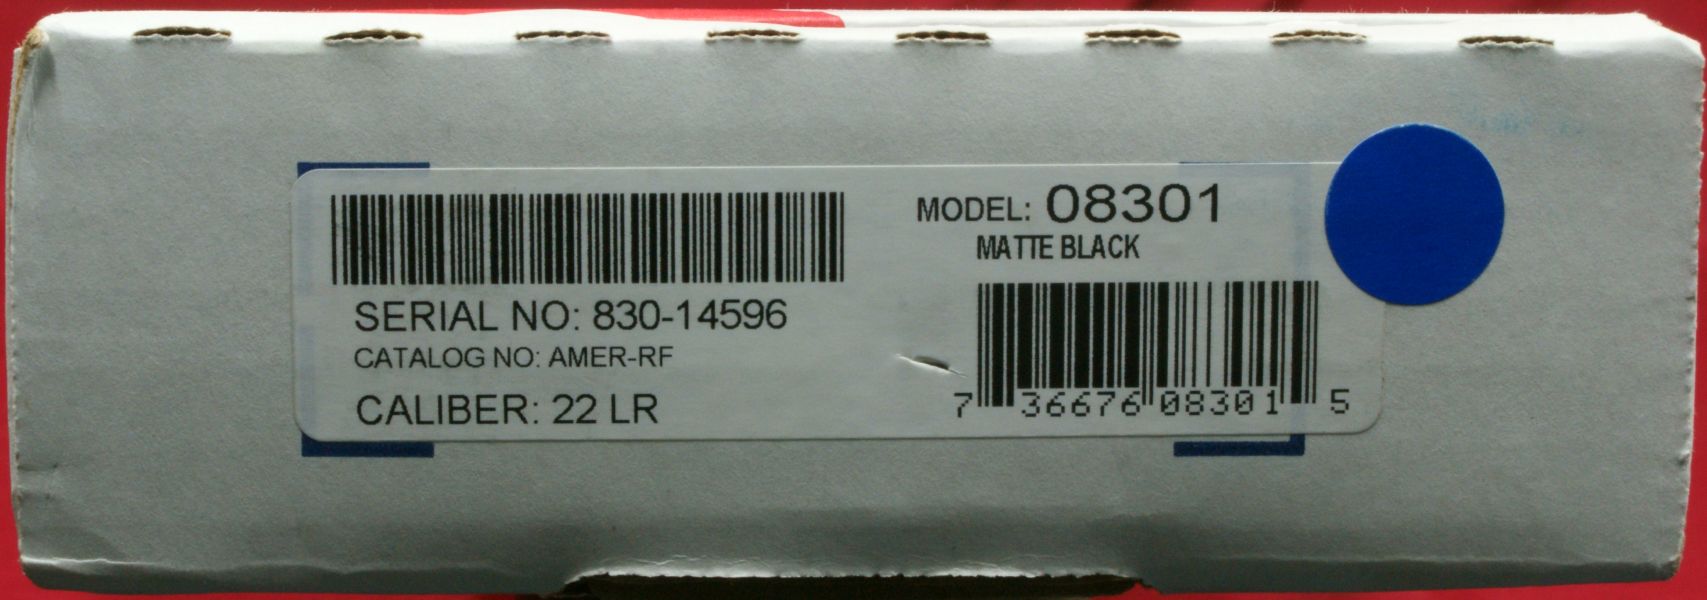 MODEL: 08301
MATTE BLACK
SERIAL NO: 830-14596
CATALOG NO: AMER-RF
CALIBER: 22 LR
7 36676 08301 5